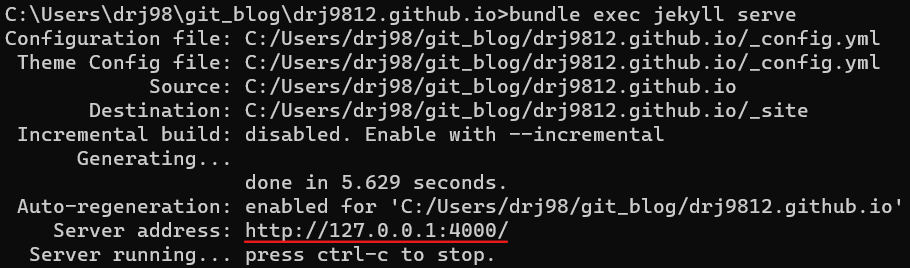 C:\Users\drj98\git_blog\drj9812.github.io>bundle exec jekyll serve
Configuration file: C:/Users/drj98/git_blog/drj9812.github.io/_config.yml
Theme Config file: C:/Users/drj98/git_blog/drj9812.github.io/_config.yml
Source: C:/Users/drj98/git_blog/drj9812.github.io
Destination: C:/Users/drj98/git_blog/drj9812.github.io/_site
Incremental build: disabled. Enable with --incremental
Generating...
done in 5.629 seconds.
Auto-regeneration: enabled for 'C:/Users/drj98/git_blog/drj9812.github.io'
Server address: http://127.0.0.1:4000/
Server running... press ctrl-c to stop.